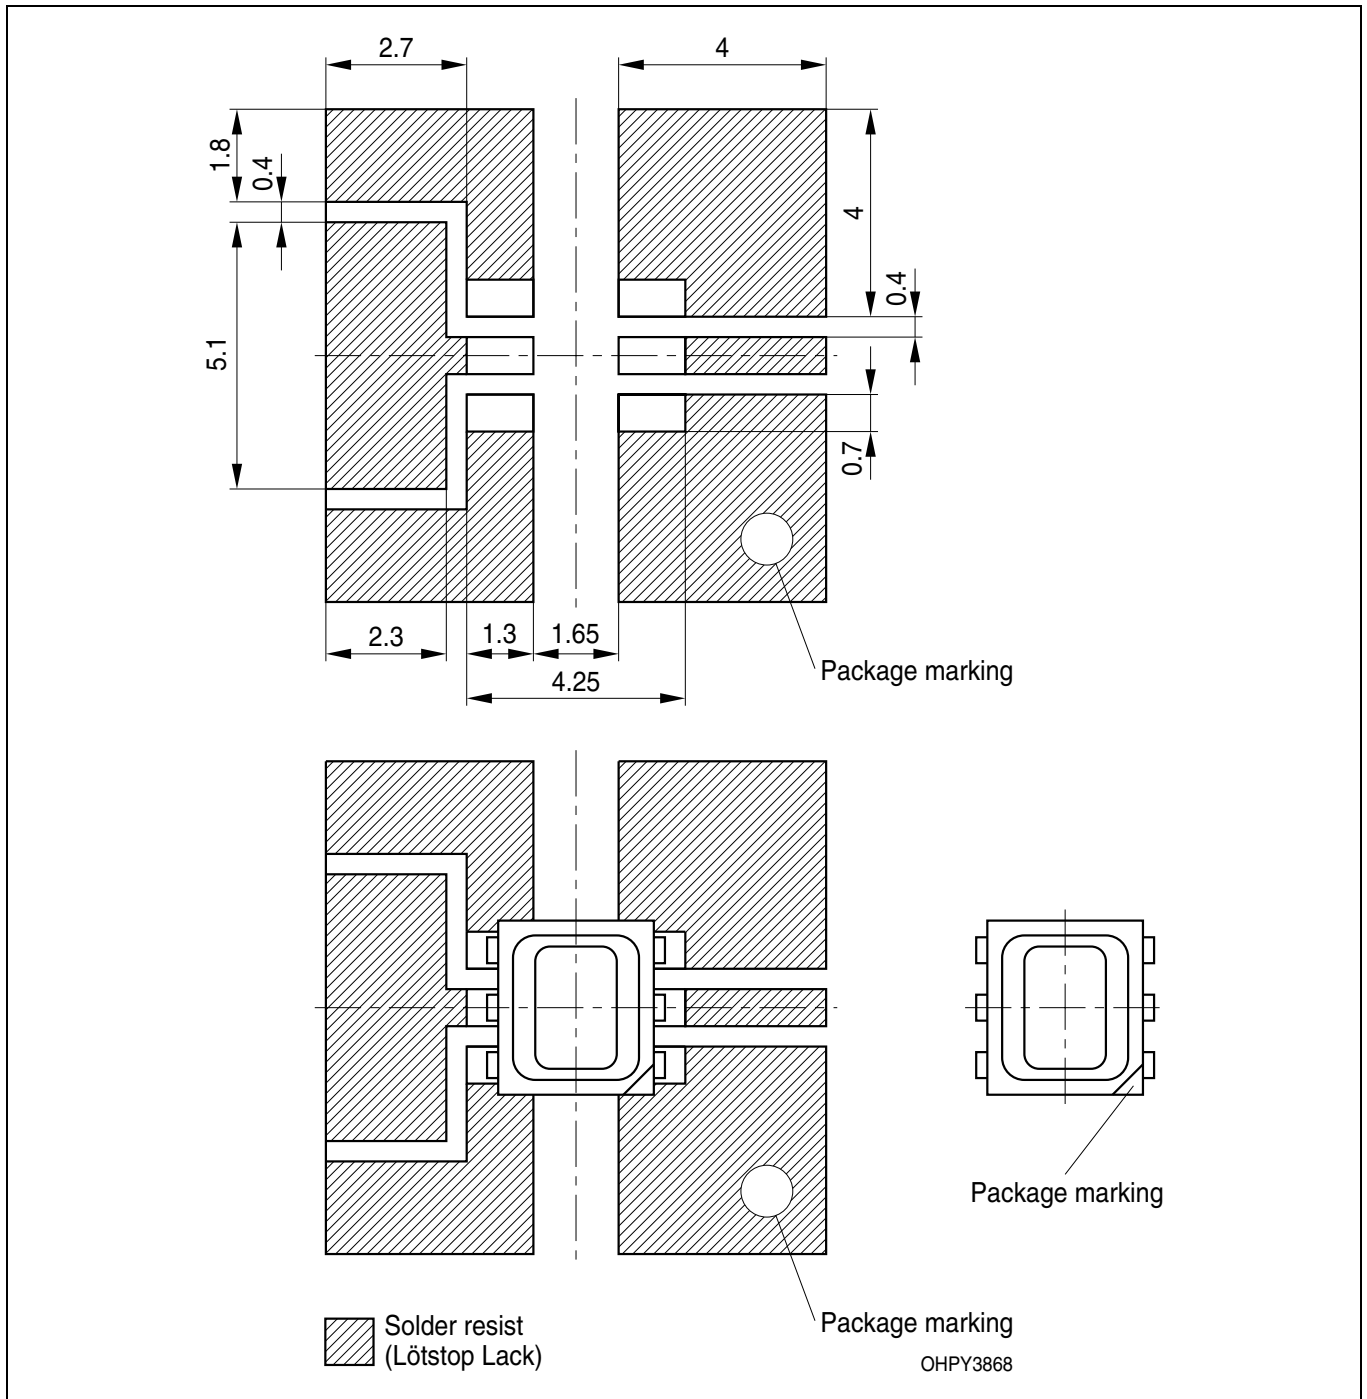 2.7
4
1.8
0.4
4
0.4
5.1
0.7
2.3
1.3
1.65
4.25
Package marking
Package marking
Package marking
Solder resist
(Lötstop Lack)
OHPY3868